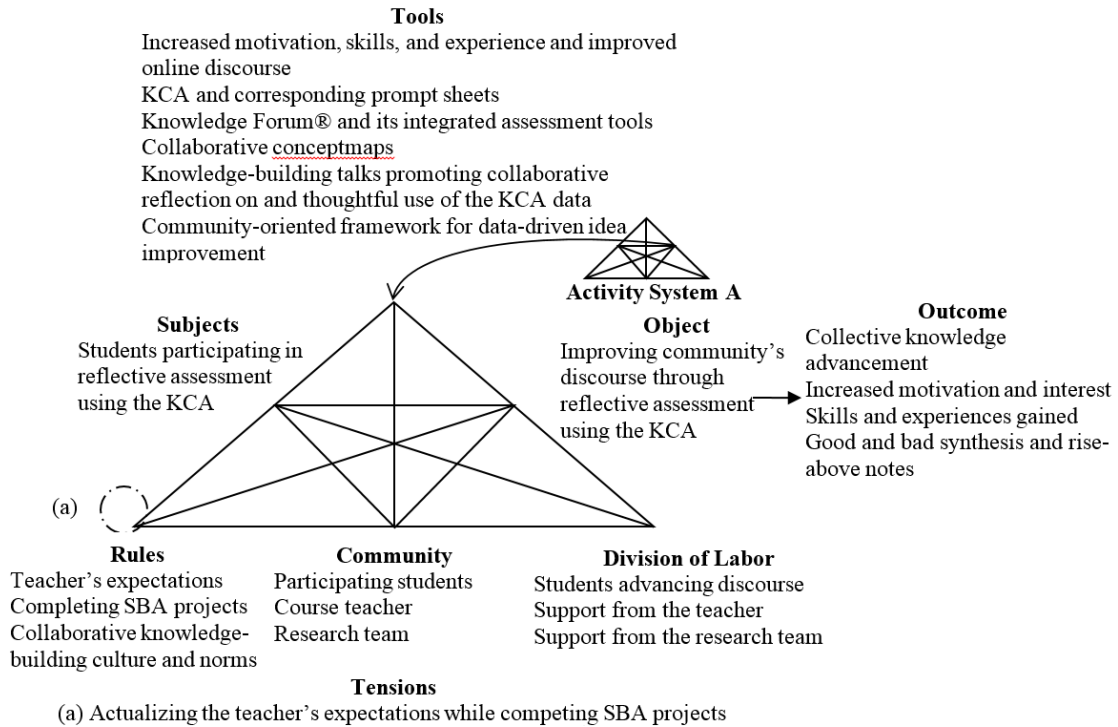 Tools
Increased motivation, skills, and experience and improved
online discourse
KCA and corresponding prompt sheets
Knowledge Forum® and its integrated assessment tools
Collaborative conceptmaps
Knowledge-building talks promoting collaborative
reflection on and thoughtful use of the KCA data
Community-oriented framework for data-driven idea
improvement
Activity System A
Subjects
Students participating in
reflective assessment
using the KCA
Object
Improving community’s
discourse through
reflective assessment
using the KCA
Outcome
Collective knowledge
advancement
Increased motivation and interest
Skills and experiences gained
Good and bad synthesis and rise-
above notes
(a)
Rules
Teacher’s expectations
Completing SBA projects
Collaborative knowledge-
building culture and norms
Community
Participating students
Course teacher
Research team
Division of Labor
Students advancing discourse
Support from the teacher
Support from the research team
Tensions
(a) Actualizing the teacher’s expectations while competing SBA projects